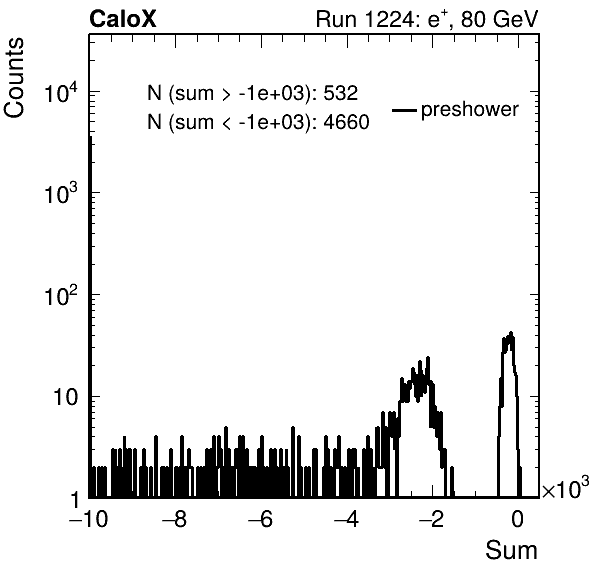 CaloX Run 1224: e⁺, 80 GeV
Counts
N (sum > -1e+03): 532
N (sum < -1e+03): 4660
preshower
10⁴
10³
10²
10
1
−10 −8 −6 −4 −2 0 ×10³
Sum